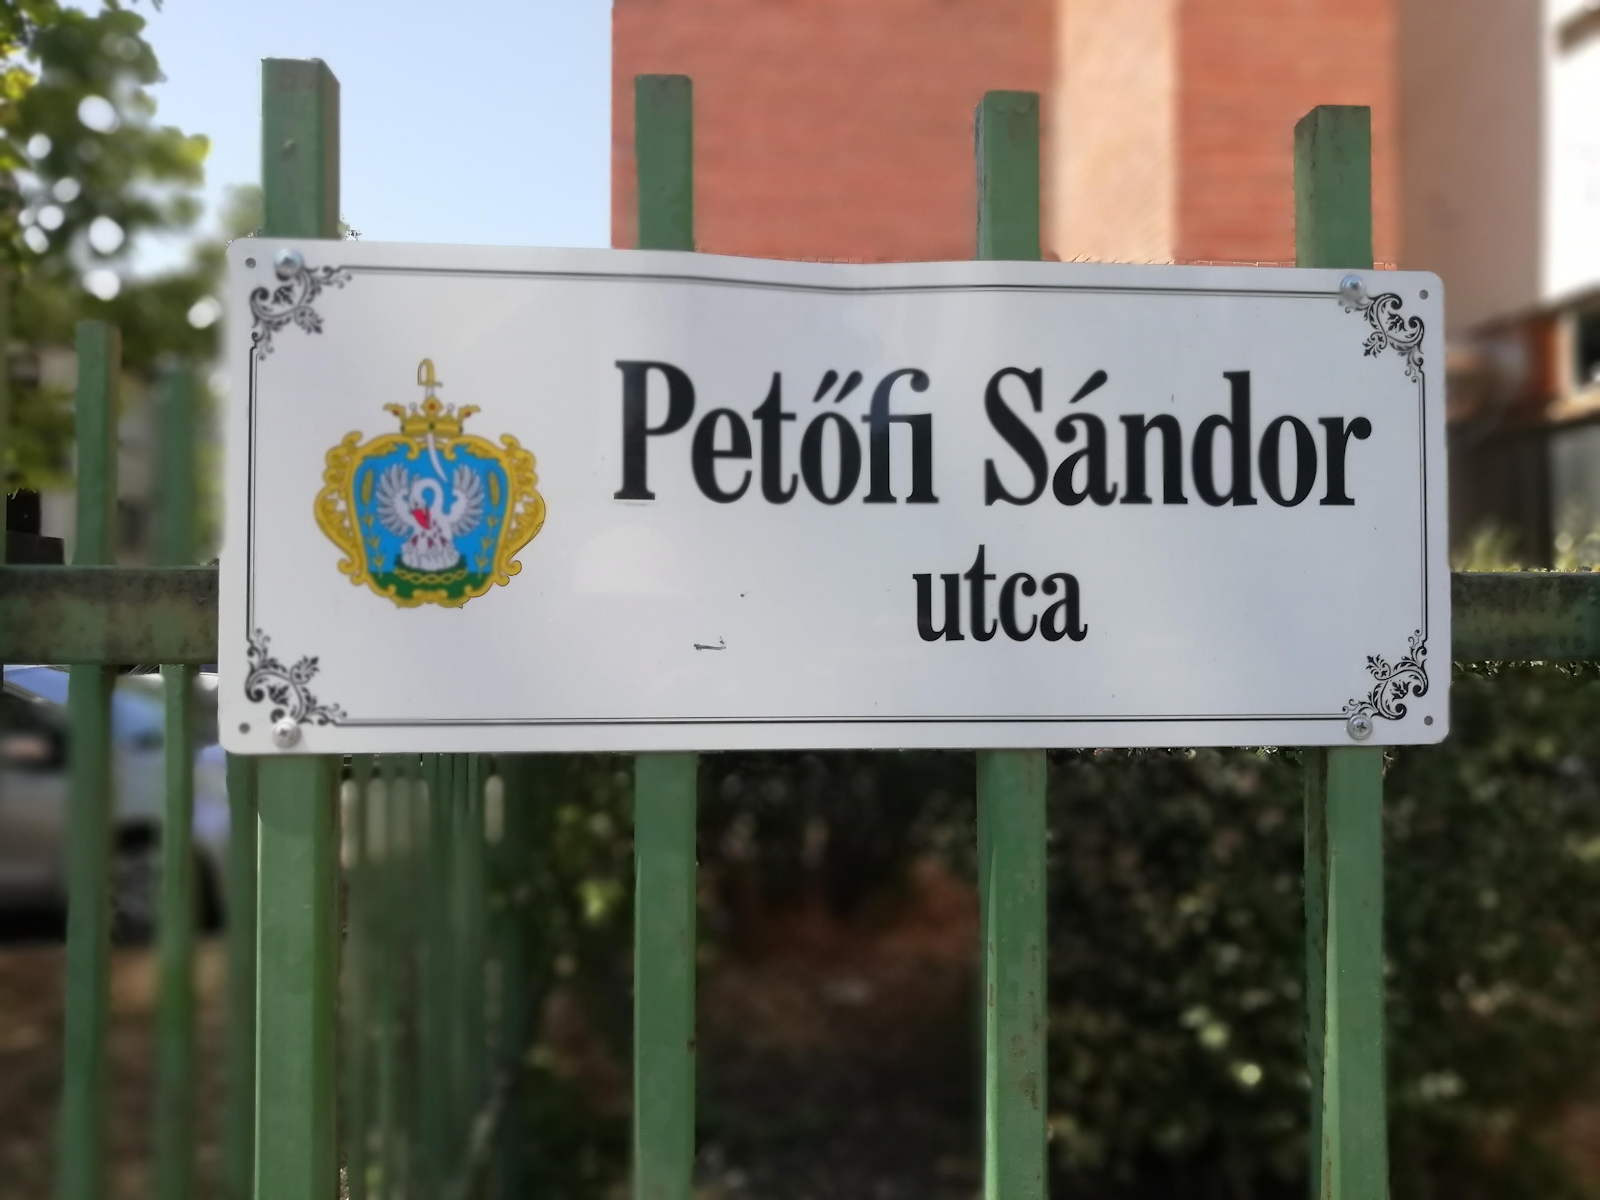 Petőfi Sándor
utca